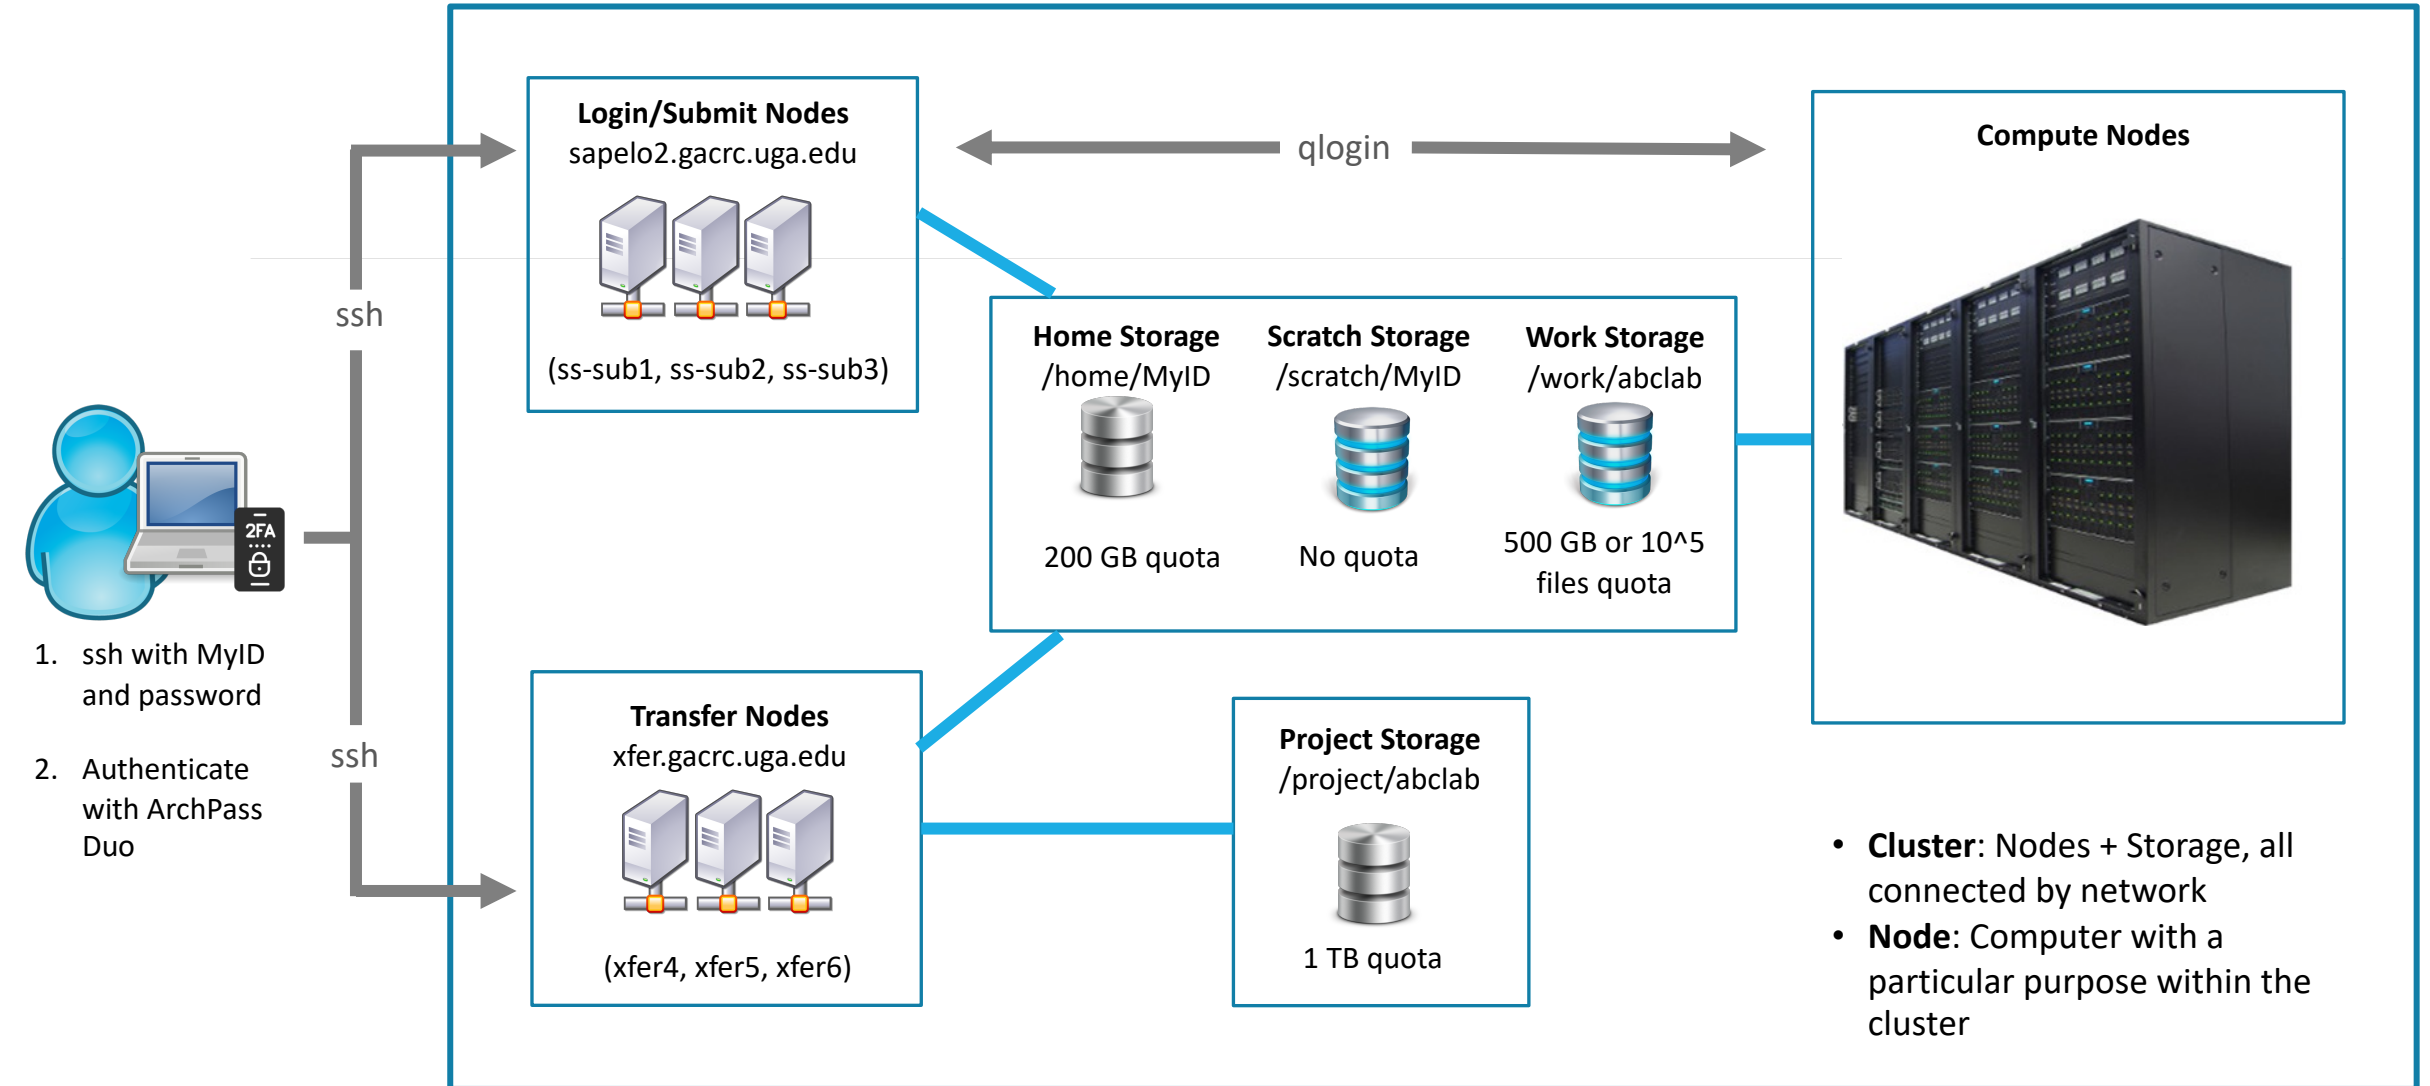 Login/Submit Nodes
sapelo2.gacrc.uga.edu
(ss-sub1, ss-sub2, ss-sub3)
qlogin
Compute Nodes
ssh
Home Storage
/home/MyID
200 GB quota
Scratch Storage
/scratch/MyID
No quota
Work Storage
/work/abclab
500 GB or 10^5
files quota
2FA
1. ssh with MyID
and password
2. Authenticate
with ArchPass
Duo
ssh
Transfer Nodes
xfer.gacrc.uga.edu
(xfer4, xfer5, xfer6)
Project Storage
/project/abclab
1 TB quota
• Cluster: Nodes + Storage, all
connected by network
• Node: Computer with a
particular purpose within the
cluster